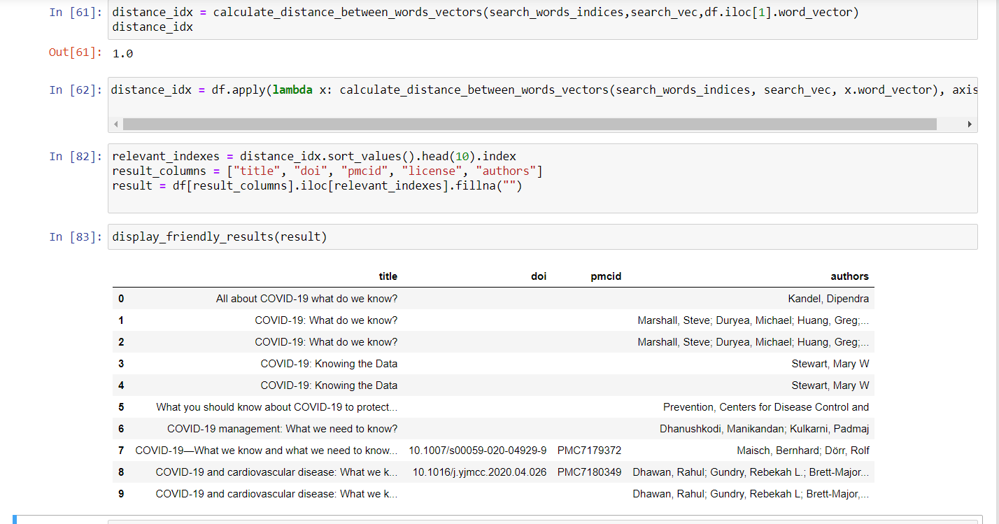 In [61]: distance_idx = calculate_distance_between_words_vectors(search_words_indices,search_vec,df.iloc[1].word_vector)
distance_idx
Out[61]: 1.0
In [62]: distance_idx = df.apply(lambda x: calculate_distance_between_words_vectors(search_words_indices, search_vec, x.word_vector), axis
In [82]: relevant_indexes = distance_idx.sort_values().head(10).index
result_columns = ["title", "doi", "pmcid", "license", "authors"]
result = df[result_columns].iloc[relevant_indexes].fillna("")
In [83]: display_friendly_results(result)
title doi pmcid authors
0 All about COVID-19 what do we know? Kandel, Dipendra
1 COVID-19: What do we know? Marshall, Steve; Duryea, Michael; Huang, Greg;...
2 COVID-19: What do we know? Marshall, Steve; Duryea, Michael; Huang, Greg;...
3 COVID-19: Knowing the Data Stewart, Mary W
4 COVID-19: Knowing the Data Stewart, Mary W
5 What you should know about COVID-19 to protect... Prevention, Centers for Disease Control and
6 COVID-19 management: What we need to know? Dhanushkodi, Manikandan; Kulkarni, Padmaj
7 COVID-19—What we know and what we need to know... 10.1007/s00059-020-04929-9 PMC7179372 Maisch, Bernhard; Dörr, Rolf
8 COVID-19 and cardiovascular disease: What we k... 10.1016/j.yjmcc.2020.04.026 PMC7180349 Dhawan, Rahul; Gundry, Rebekah L.; Brett-Major...
9 COVID-19 and cardiovascular disease: What we k... Dhawan, Rahul; Gundry, Rebekah L; Brett-Major,...